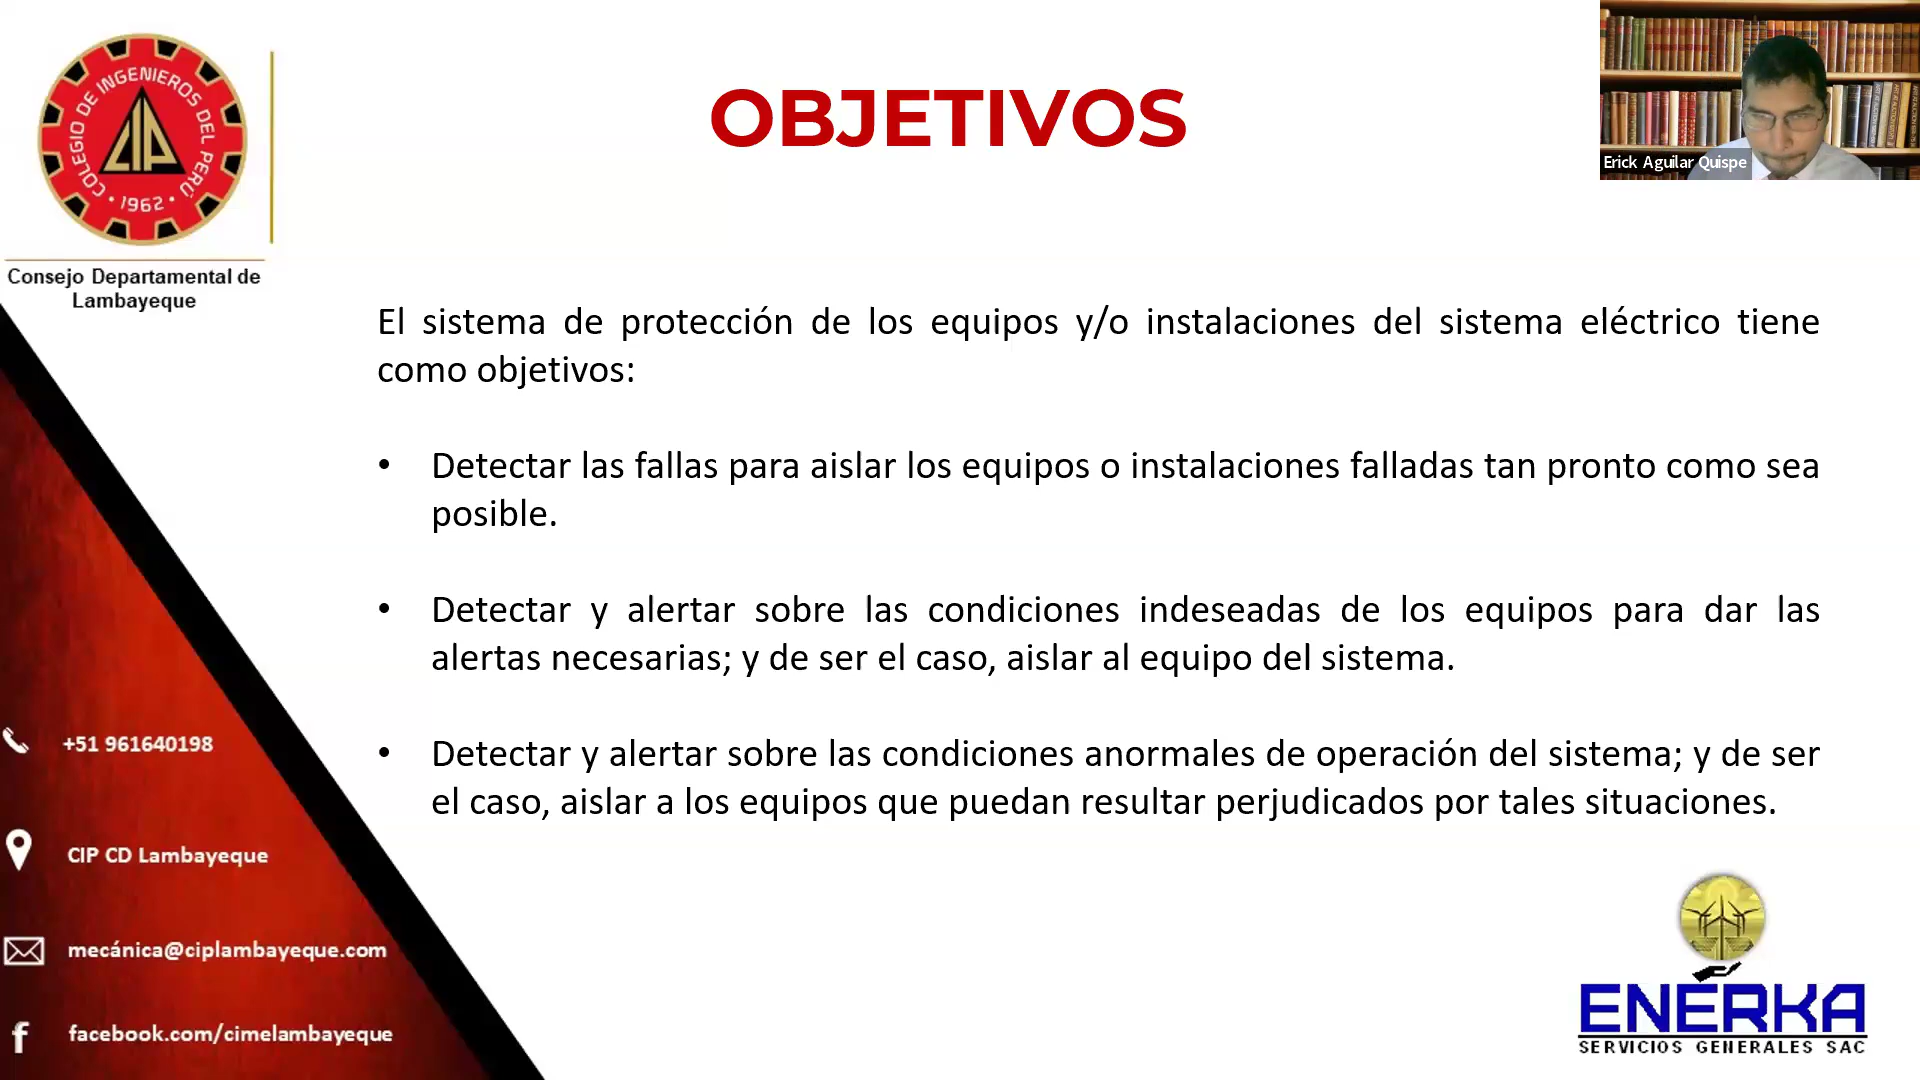 COLEGIO DE INGENIEROS DEL PERÚ
CIP
• 1962 •
Consejo Departamental de
Lambayeque
OBJETIVOS
Erick Aguilar Quispe
El sistema de protección de los equipos y/o instalaciones del sistema eléctrico tiene
como objetivos:
• Detectar las fallas para aislar los equipos o instalaciones falladas tan pronto como sea
posible.
• Detectar y alertar sobre las condiciones indeseadas de los equipos para dar las
alertas necesarias; y de ser el caso, aislar al equipo del sistema.
• Detectar y alertar sobre las condiciones anormales de operación del sistema; y de ser
el caso, aislar a los equipos que puedan resultar perjudicados por tales situaciones.
+51 961640198
CIP CD Lambayeque
mecánica@ciplambayeque.com
facebook.com/cimelambayeque
ENERKA
SERVICIOS GENERALES SAC